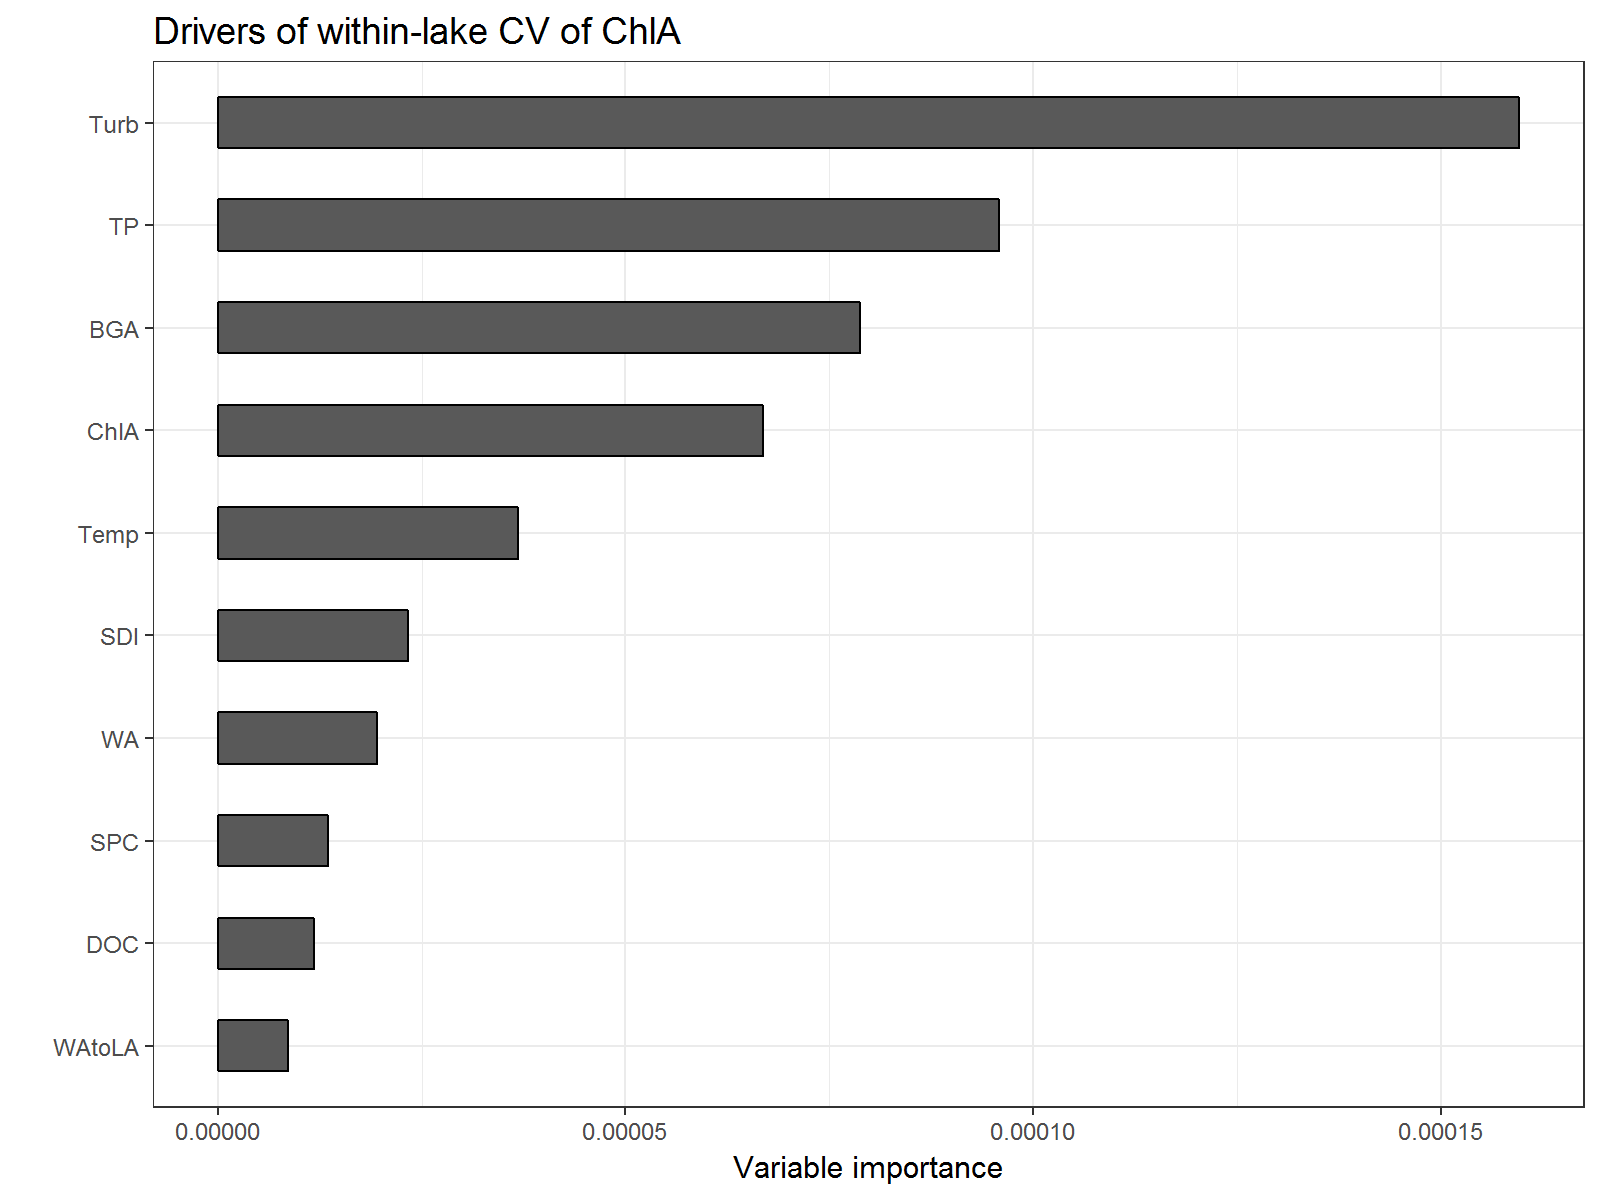 Drivers of within-lake CV of ChlA
Turb
TP
BGA
ChlA
Temp
SDI
WA
SPC
DOC
WAtoLA
0.00000 0.00005 0.00010 0.00015
Variable importance